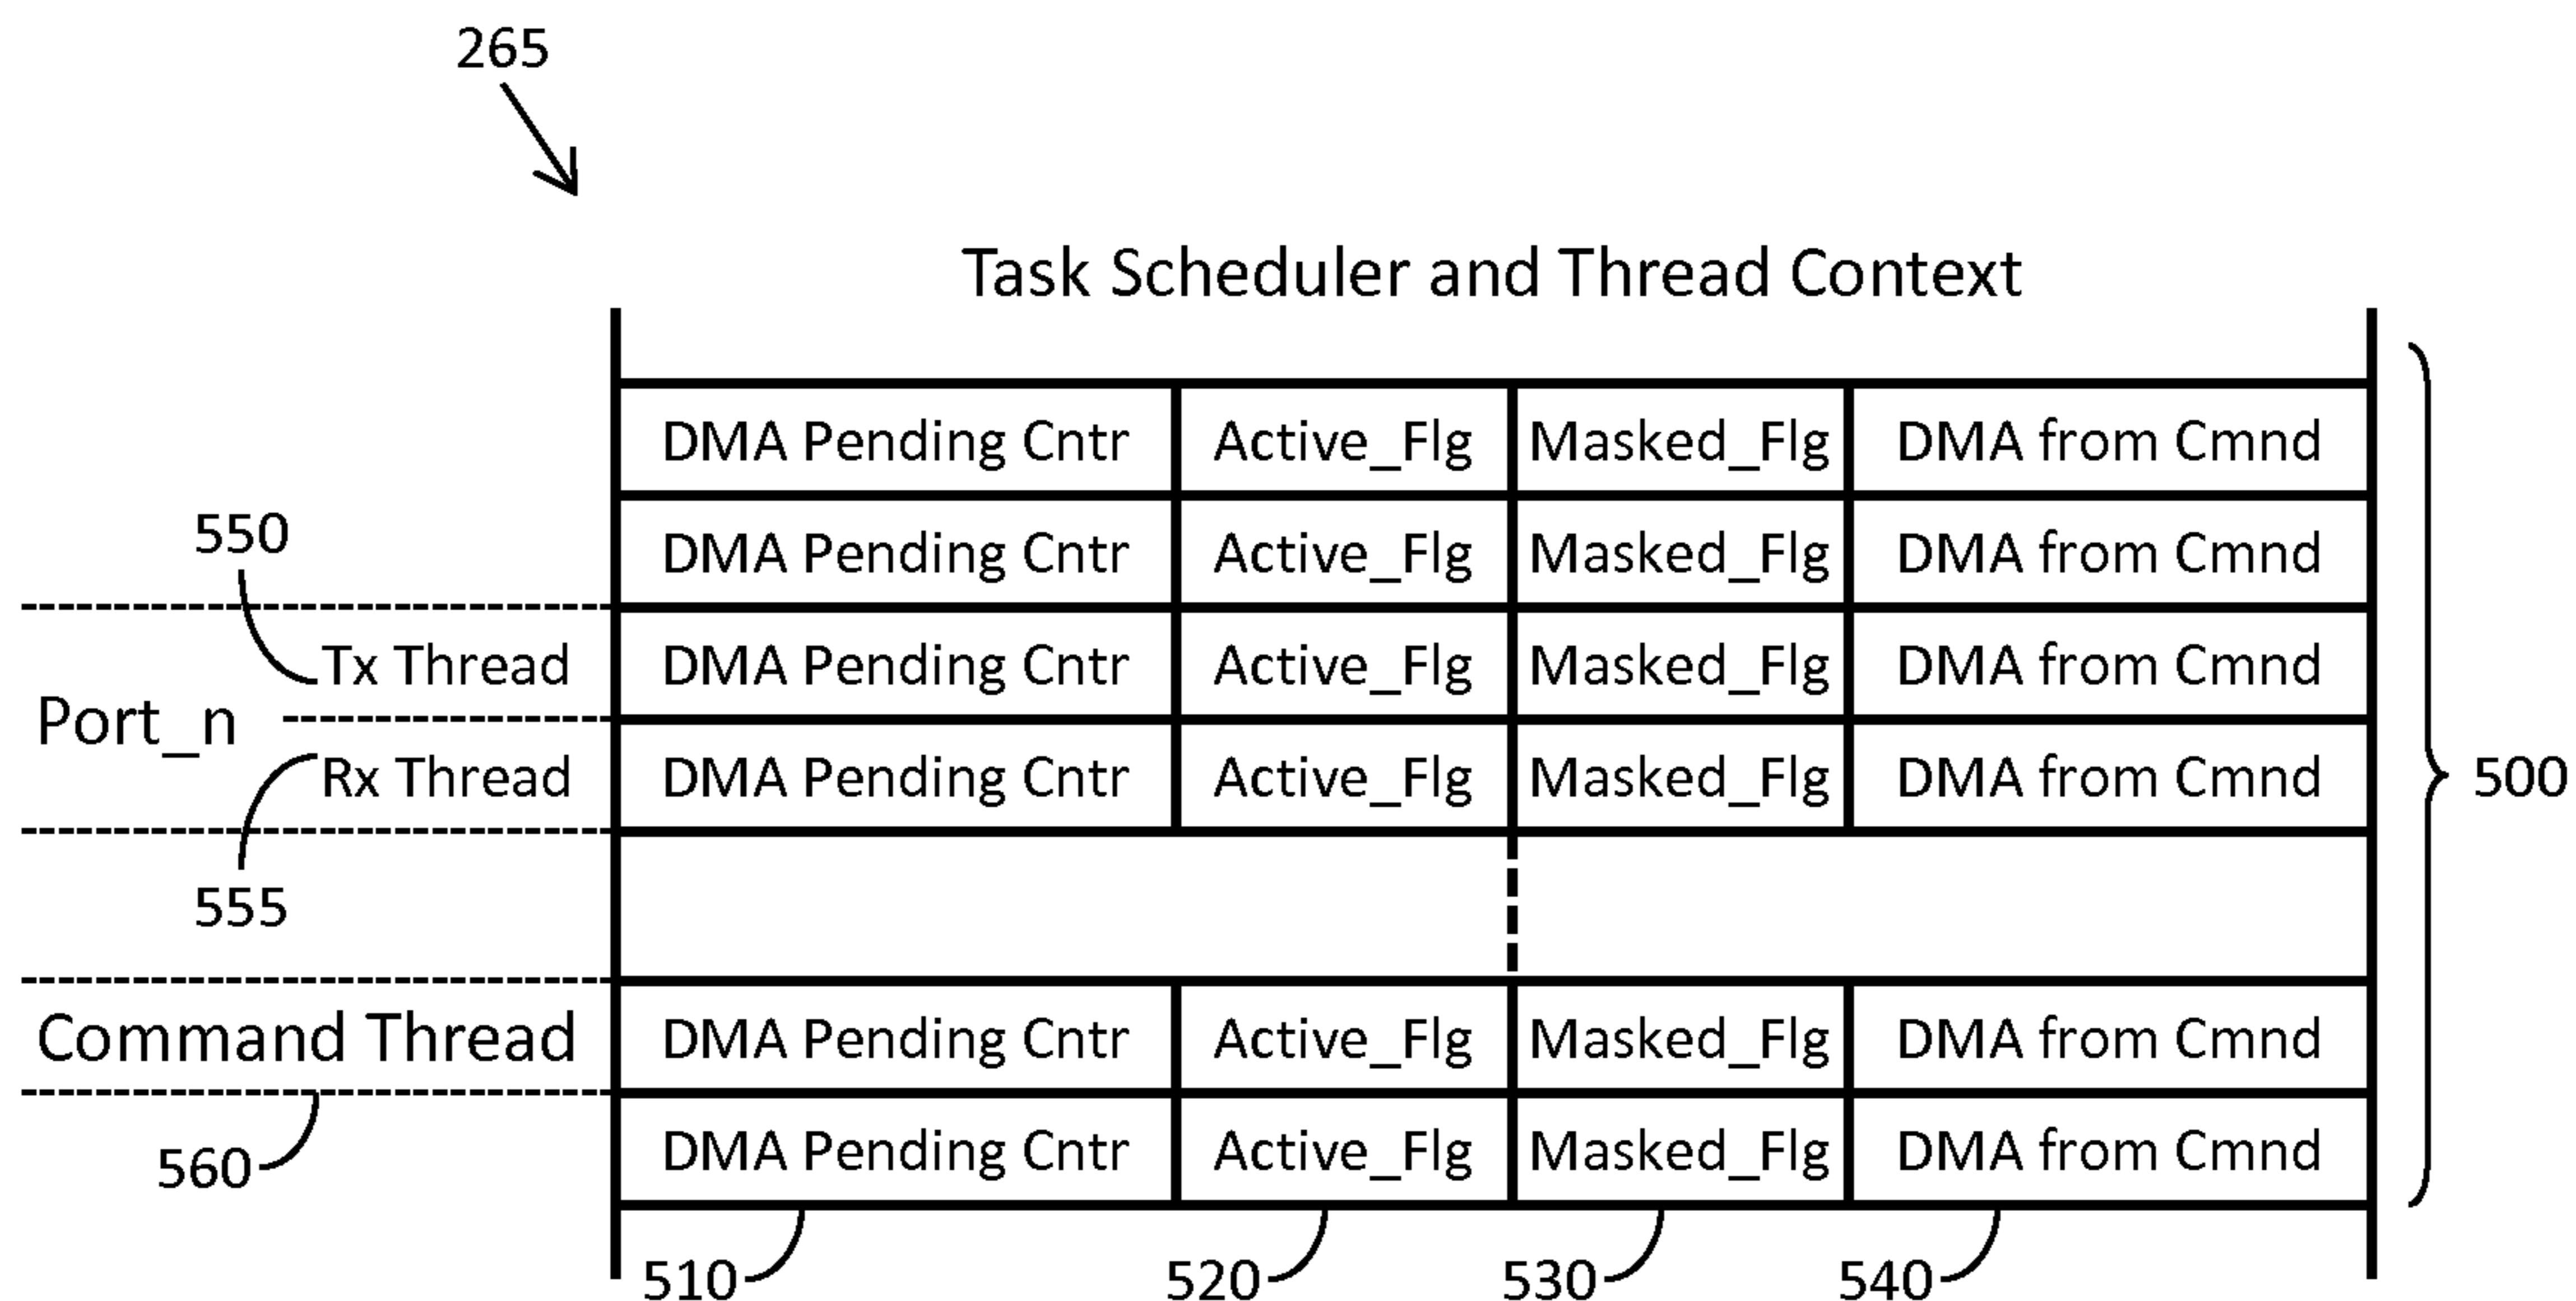 265
Task Scheduler and Thread Context
DMA Pending Cntr Active_Flg Masked_Flg DMA from Cmnd
550 DMA Pending Cntr Active_Flg Masked_Flg DMA from Cmnd
Tx Thread DMA Pending Cntr Active_Flg Masked_Flg DMA from Cmnd
Port_n
Rx Thread DMA Pending Cntr Active_Flg Masked_Flg DMA from Cmnd
500
555
Command Thread DMA Pending Cntr Active_Flg Masked_Flg DMA from Cmnd
560 DMA Pending Cntr Active_Flg Masked_Flg DMA from Cmnd
510 520 530 540